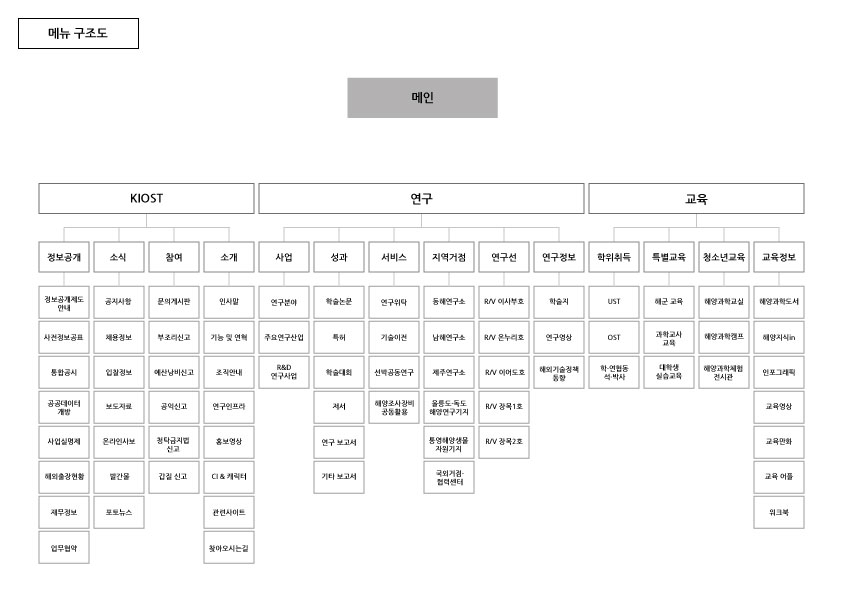 메뉴 구조도
메인
KIOST
연구
교육
정보공개
소식
참여
소개
사업
성과
서비스
지역거점
연구선
연구정보
학위취득
특별교육
청소년교육
교육정보
정보공개제도
안내
사전정보공표
통합공시
공공데이터
개방
사업실명제
해외출장현황
재무정보
업무협약
공지사항
채용정보
입찰정보
보도자료
온라인사보
발간물
포토뉴스
문의게시판
부조리신고
예산낭비신고
공익신고
청탁금지법
신고
갑질 신고
인사말
기능 및 연혁
조직안내
연구인프라
홍보영상
CI & 캐릭터
관련사이트
찾아오시는길
연구분야
주요연구산업
R&D
연구사업
학술논문
특허
학술대회
저서
연구 보고서
기타 보고서
연구위탁
기술이전
선박공동연구
해양조사장비
공동활용
동해연구소
남해연구소
제주연구소
울릉도·독도
해양연구기지
통영해양생물
자원기지
국외거점·
협력센터
R/V 이사부호
R/V 온누리호
R/V 이어도호
R/V 장목1호
R/V 장목2호
학술지
연구영상
해외기술정책
동향
UST
OST
학·연협동
석·박사
해군 교육
과학교사
교육
대학생
실습교육
해양과학교실
해양과학캠프
해양과학체험
전시관
해양과학도서
해양지식in
인포그래픽
교육영상
교육만화
교육 어플
워크북